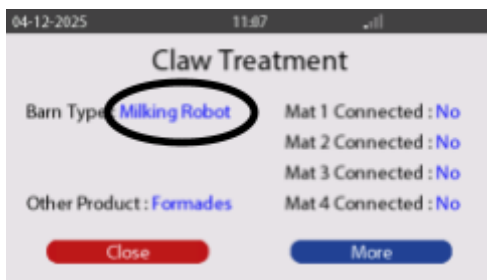 04-12-2025 11:07
Claw Treatment
Barn Type : Milking Robot Mat 1 Connected : No
Mat 2 Connected : No
Mat 3 Connected : No
Other Product : Formades Mat 4 Connected : No
Close More